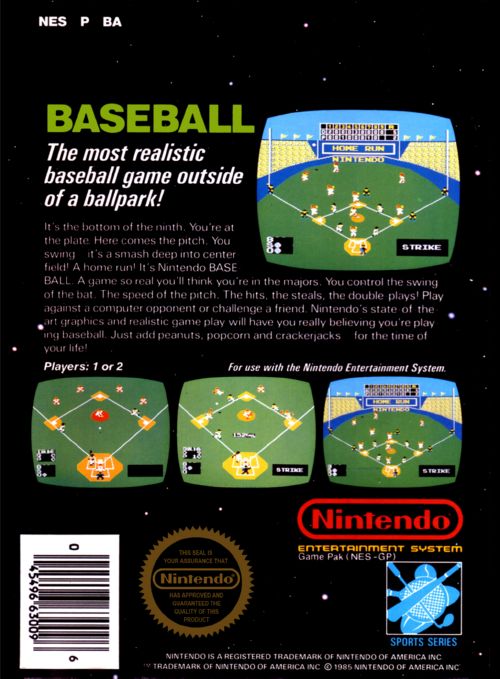 NES P BA
BASEBALL
The most realistic
baseball game outside
of a ballpark!
It's the bottom of the ninth. You're at
the plate. Here comes the pitch. You
swing it's a smash deep into center
field! A home run! It's Nintendo BASE
BALL. A game so real you'll think you're in the majors. You control the swing
of the bat. The speed of the pitch. The hits, the steals, the double plays! Play
against a computer opponent or challenge a friend. Nintendo's state of the
art graphics and realistic game play will have you really believing you're play
ing baseball. Just add peanuts, popcorn and crackerjacks for the time of
your life!
HOME RUN
NINTENDO
STRIKE
Players: 1 or 2
For use with the Nintendo Entertainment System.
STRIKE
HOME RUN
NINTENDO
STRIKE
Nintendo
ENTERTAINMENT SYSTEM
Game Pak (NES-GP)
SPORTS SERIES
THIS SEAL IS
YOUR ASSURANCE THAT
Nintendo
HAS APPROVED AND
GUARANTEED THE
QUALITY OF THIS
PRODUCT
0
45496 63009
6
NINTENDO IS A REGISTERED TRADEMARK OF NINTENDO OF AMERICA INC
TRADEMARK OF NINTENDO OF AMERICA INC © 1985 NINTENDO OF AMERICA INC